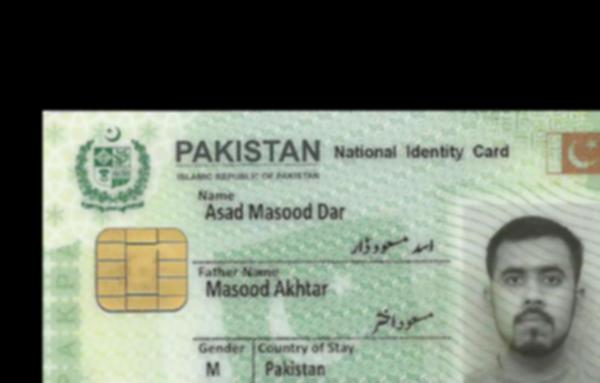 PAKISTAN National Identity Card
ISLAMIC REPUBLIC OF PAKISTAN
Name
Asad Masood Dar
اسد مسعود ڈار
Father Name
Masood Akhtar
مسعود اختر
Gender Country of Stay
M Pakistan
PAK